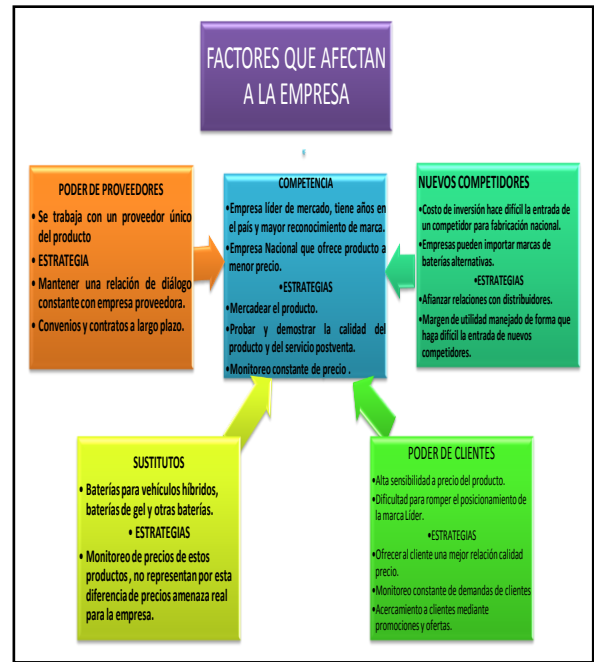 FACTORES QUE AFECTAN
A LA EMPRESA
PODER DE PROVEEDORES
• Se trabaja con un proveedor único
del producto
• ESTRATEGIA
• Mantener una relación de diálogo
constante con empresa proveedora.
• Convenios y contratos a largo plazo.
COMPETENCIA
•Empresa líder de mercado, tiene años en
el país y mayor reconocimiento de marca.
•Empresa Nacional que ofrece producto a
menor precio.
•ESTRATEGIAS
•Mercadear el producto.
•Probar y demostrar la calidad del
producto y del servicio postventa.
•Monitoreo constante de precio .
NUEVOS COMPETIDORES
•Costo de inversión hace difícil la entrada de
un competidor para fabricación nacional.
•Empresas pueden importar marcas de
baterías alternativas.
•ESTRATEGIAS
•Afianzar relaciones con distribuidores.
•Margen de utilidad manejado de forma que
haga difícil la entrada de nuevos
competidores.
SUSTITUTOS
• Baterías para vehículos híbridos,
baterías de gel y otras baterías.
• ESTRATEGIAS
• Monitoreo de precios de estos
productos , no representan por esta
diferencia de precios amenaza real
para la empresa.
PODER DE CLIENTES
•Alta sensibilidad a precio del producto.
•Dificultad para romper el posicionamiento de
la marca Líder.
•ESTRATEGIAS
•Ofrecer al cliente una mejor relación calidad
precio.
•Monitoreo constante de demandas de clientes
•Acercamiento a clientes mediante
promociones y ofertas.